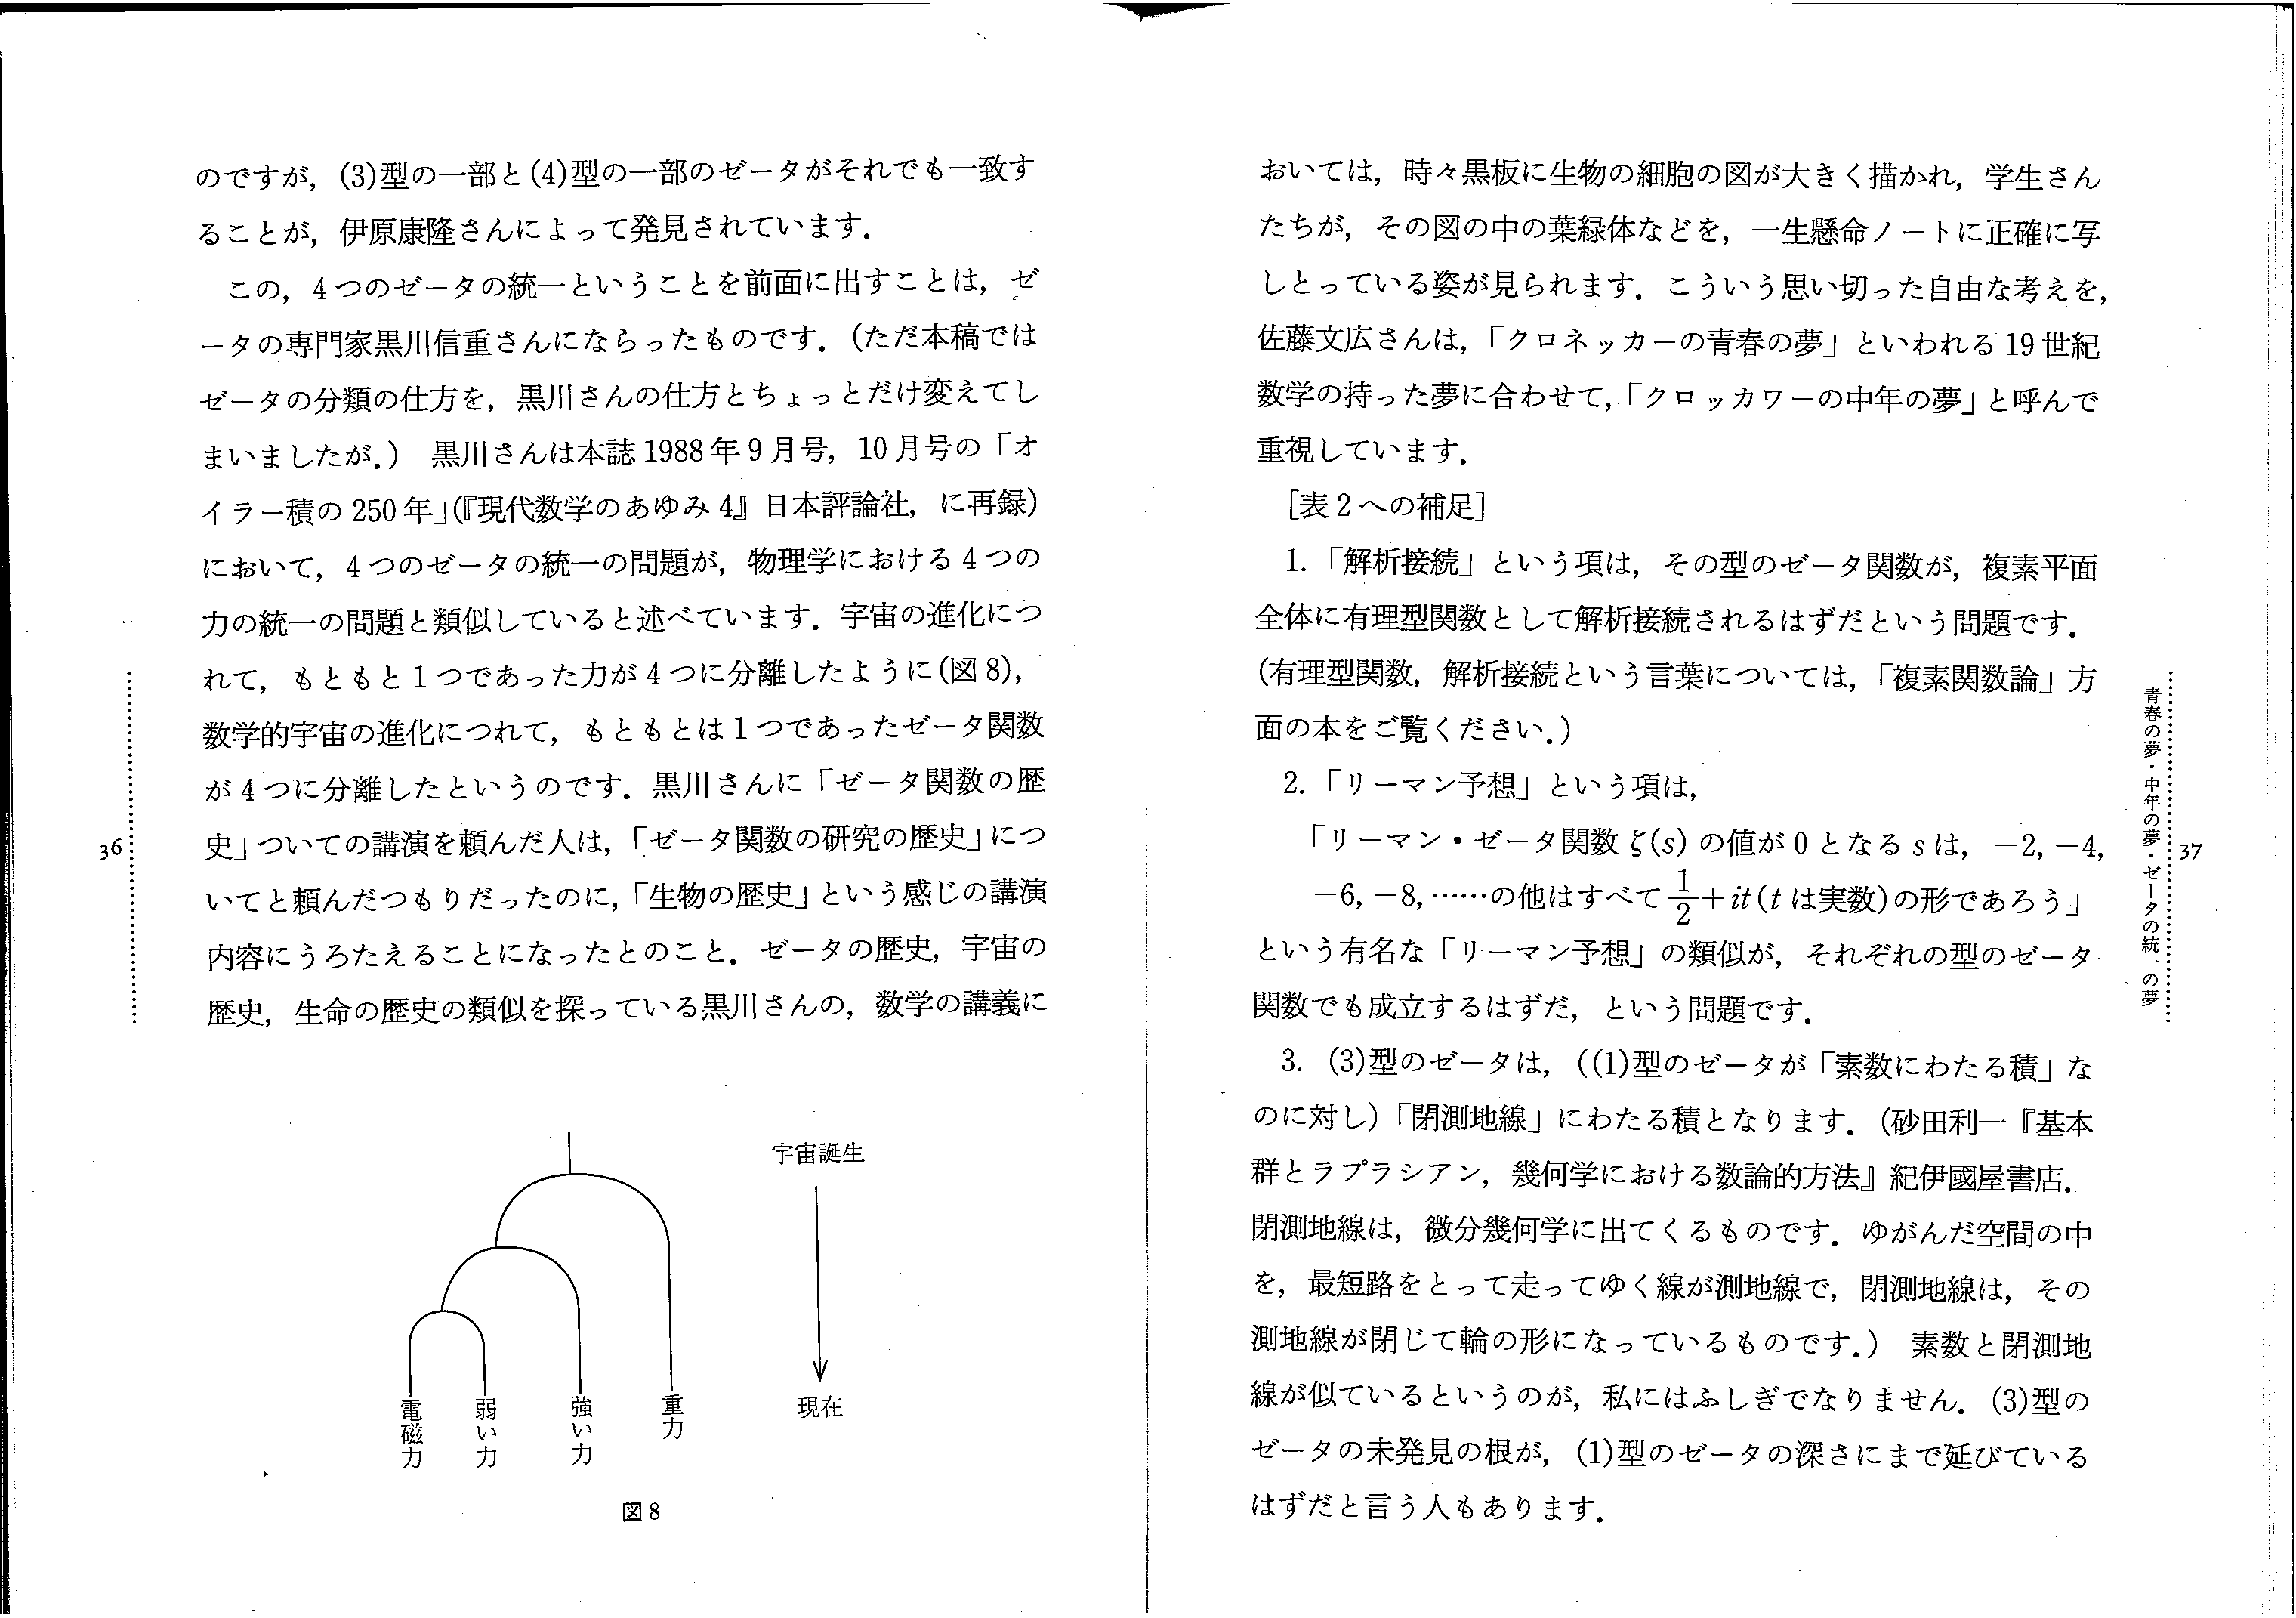 のですが，(3)型の一部と(4)型の一部のゼータがそれでも一致す
ることが，伊原康隆さんによって発見されています．
この，4つのゼータの統一ということを前面に出すことは，ゼ
ータの専門家黒川信重さんにならったものです．（ただ本稿では
ゼータの分類の仕方を，黒川さんの仕方とちょっとだけ変えてし
まいましたが．） 黒川さんは本誌1988年9月号，10月号の「オ
イラー積の250年」(『現代数学のあゆみ4』日本評論社，に再録)
において，4つのゼータの統一の問題が，物理学における4つの
力の統一の問題と類似していると述べています．宇宙の進化につ
れて，もともと1つであった力が4つに分離したように(図8)，
数学的宇宙の進化につれて，もともとは1つであったゼータ関数
が4つに分離したというのです．黒川さんに「ゼータ関数の歴
史」ついての講演を頼んだ人は，「ゼータ関数の研究の歴史」につ
いてと頼んだつもりだったのに，「生物の歴史」という感じの講演
内容にうろたえることになったとのこと．ゼータの歴史，宇宙の
歴史，生命の歴史の類似を探っている黒川さんの，数学の講義に
36
宇宙誕生
現在
電磁力
弱い力
強い力
重力
図8
おいては，時々黒板に生物の細胞の図が大きく描かれ，学生さん
たちが，その図の中の葉緑体などを，一生懸命ノートに正確に写
しとっている姿が見られます．こういう思い切った自由な考えを，
佐藤文広さんは，「クロネッカーの青春の夢」といわれる19世紀
数学の持った夢に合わせて，「クロッカワーの中年の夢」と呼んで
重視しています．
［表2への補足］
1.「解析接続」という項は，その型のゼータ関数が，複素平面
全体に有理型関数として解析接続されるはずだという問題です．
(有理型関数，解析接続という言葉については，「複素関数論」方
面の本をご覧ください．)
2.「リーマン予想」という項は，
「リーマン・ゼータ関数 ζ(s) の値が0となる s は，−2, −4,
−6, −8, ……の他はすべて 1/2 + it (t は実数)の形であろう」
という有名な「リーマン予想」の類似が，それぞれの型のゼータ
関数でも成立するはずだ，という問題です．
3. (3)型のゼータは，((1)型のゼータが「素数にわたる積」な
のに対し)「閉測地線」にわたる積となります．(砂田利一『基本
群とラプラシアン，幾何学における数論的方法』紀伊國屋書店．
閉測地線は，微分幾何学に出てくるものです．ゆがんだ空間の中
を，最短路をとって走ってゆく線が測地線で，閉測地線は，その
測地線が閉じて輪の形になっているものです．) 素数と閉測地
線が似ているというのが，私にはふしぎでなりません．(3)型の
ゼータの未発見の根が，(1)型のゼータの深さにまで延びている
はずだと言う人もあります．
青春の夢・中年の夢・ゼータの統一の夢
37